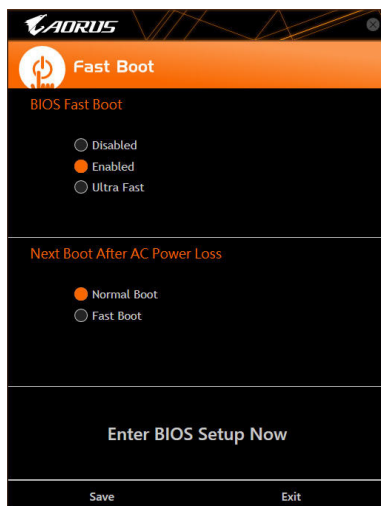 AORUS
Fast Boot
BIOS Fast Boot
Disabled
Enabled
Ultra Fast
Next Boot After AC Power Loss
Normal Boot
Fast Boot
Enter BIOS Setup Now
Save Exit